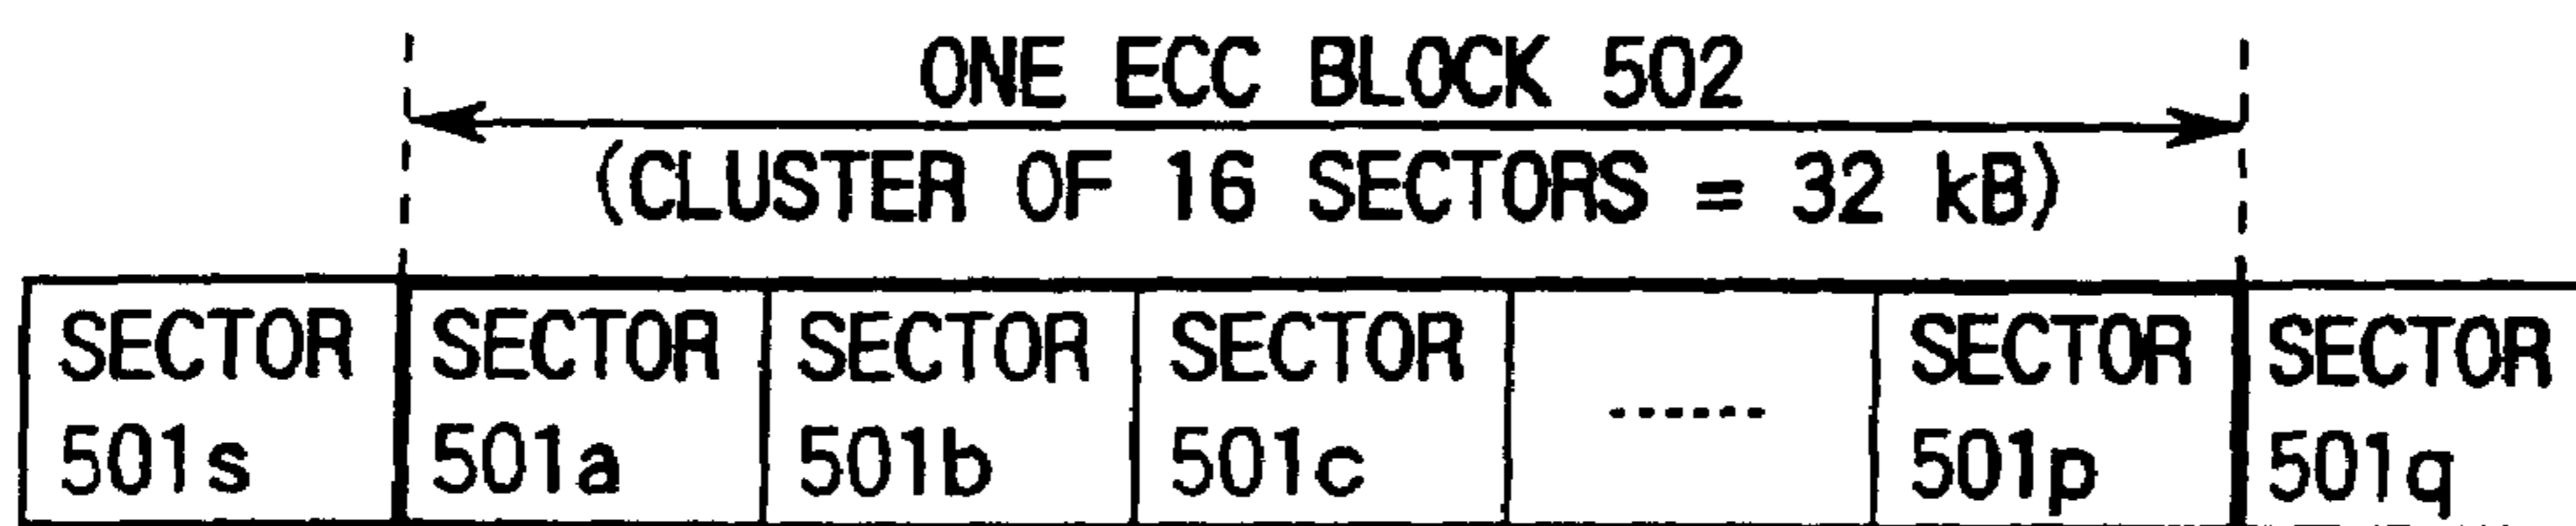 ONE ECC BLOCK 502
(CLUSTER OF 16 SECTORS = 32 kB)
SECTOR SECTOR SECTOR SECTOR ...... SECTOR SECTOR
501s 501a 501b 501c 501p 501q